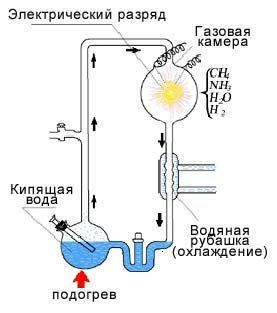 Электрический разряд
Газовая
камера
CH4
NH3
H2O
H2
Кипящая
вода
Водяная
рубашка
(охлаждение)
подогрев